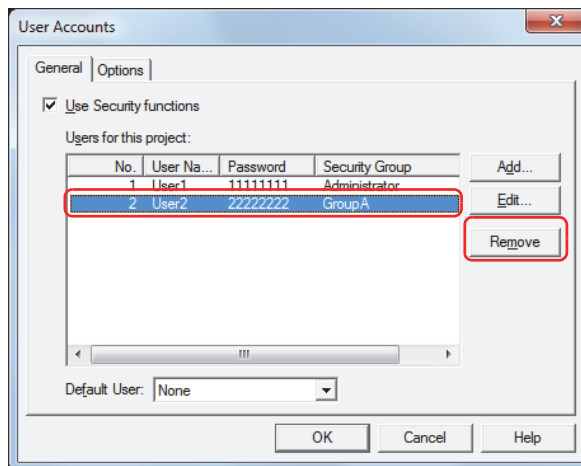 User Accounts
General Options
Use Security functions
Users for this project:
No. User Na... Password Security Group
1 User1 11111111 Administrator
2 User2 22222222 GroupA
Add...
Edit...
Remove
Default User: None
OK Cancel Help